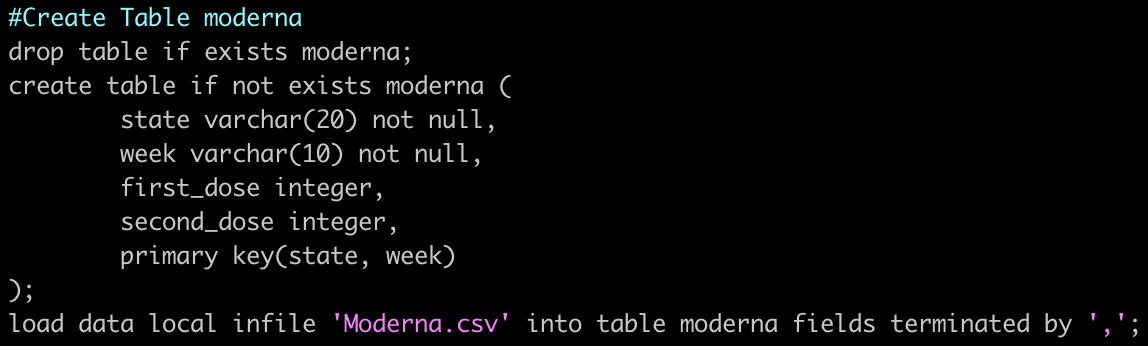 #Create Table moderna
drop table if exists moderna;
create table if not exists moderna (
        state varchar(20) not null,
        week varchar(10) not null,
        first_dose integer,
        second_dose integer,
        primary key(state, week)
);
load data local infile 'Moderna.csv' into table moderna fields terminated by ',';